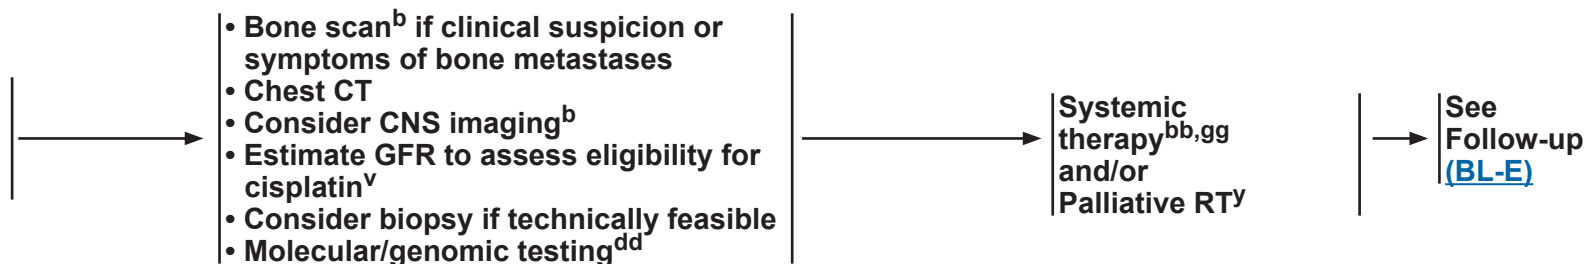 • Bone scanb if clinical suspicion or
symptoms of bone metastases
• Chest CT
• Consider CNS imagingb
• Estimate GFR to assess eligibility for
cisplatinv
• Consider biopsy if technically feasible
• Molecular/genomic testingdd
Systemic
therapybb,gg
and/or
Palliative RTy
See
Follow-up
(BL-E)